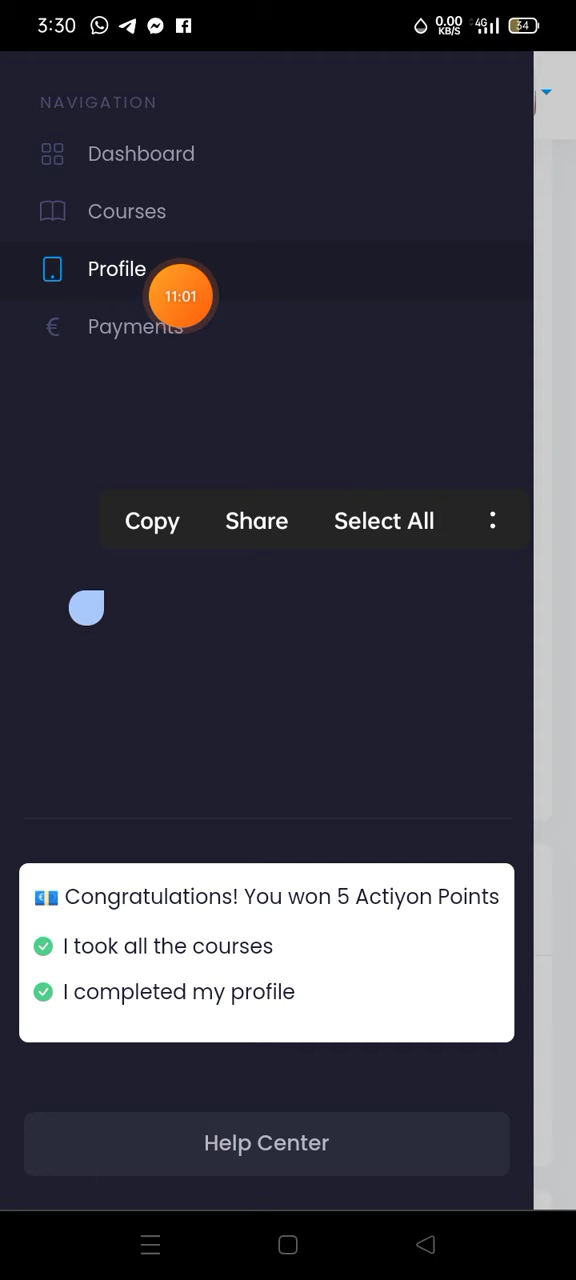 3:30
0.00
KB/S
4G
34
NAVIGATION
Dashboard
Courses
Profile
11:01
€ Payments
Copy Share Select All
Congratulations! You won 5 Actiyon Points
I took all the courses
I completed my profile
Help Center